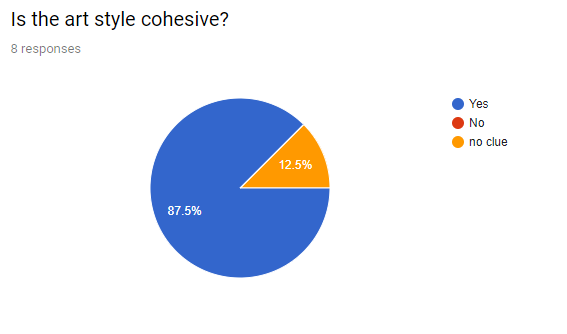 Is the art style cohesive?
8 responses
Yes
No
no clue
12.5%
87.5%